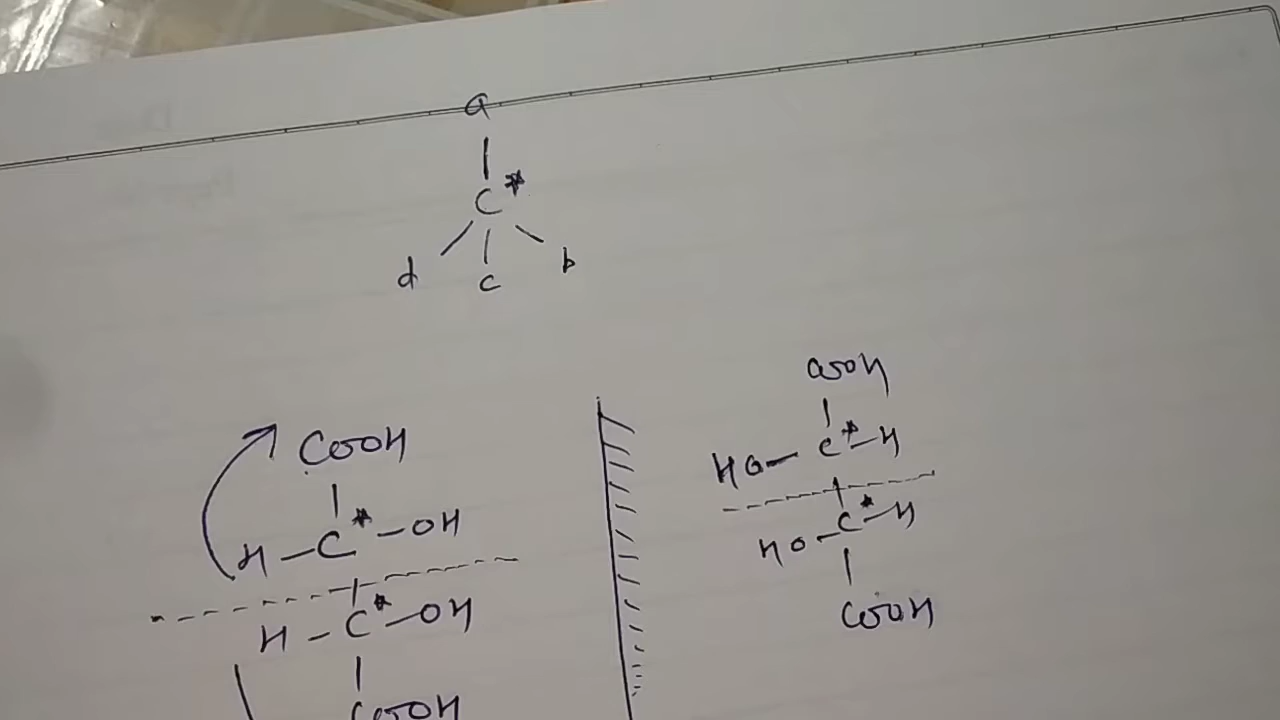 a
C*
d c b
COOH
H - C* - OH
H - C* - OH
COOH
COOH
HO - C* - H
HO - C* - H
COOH